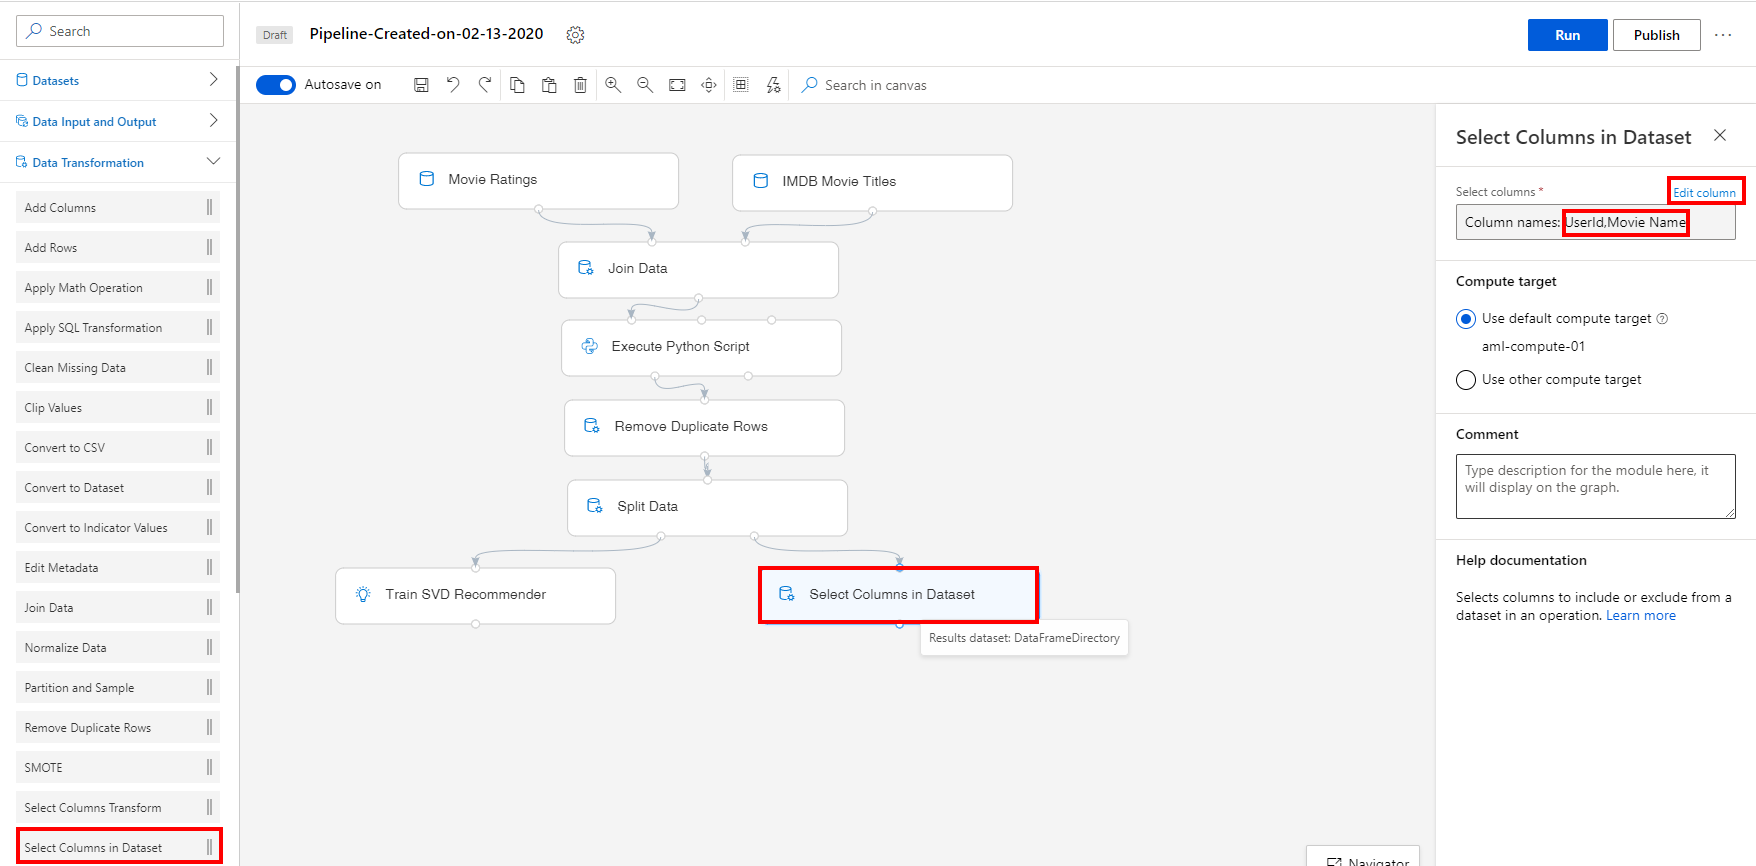 Search
Datasets
Data Input and Output
Data Transformation
Add Columns
Add Rows
Apply Math Operation
Apply SQL Transformation
Clean Missing Data
Clip Values
Convert to CSV
Convert to Dataset
Convert to Indicator Values
Edit Metadata
Join Data
Normalize Data
Partition and Sample
Remove Duplicate Rows
SMOTE
Select Columns Transform
Select Columns in Dataset
Draft Pipeline-Created-on-02-13-2020
Run Publish ...
Autosave on
Search in canvas
Movie Ratings
IMDB Movie Titles
Join Data
Execute Python Script
Remove Duplicate Rows
Split Data
Train SVD Recommender
Select Columns in Dataset
Results dataset: DataFrameDirectory
Navigator
Select Columns in Dataset
Select columns * Edit column
Column names: UserId,Movie Name
Compute target
Use default compute target
aml-compute-01
Use other compute target
Comment
Type description for the module here, it
will display on the graph.
Help documentation
Selects columns to include or exclude from a
dataset in an operation. Learn more